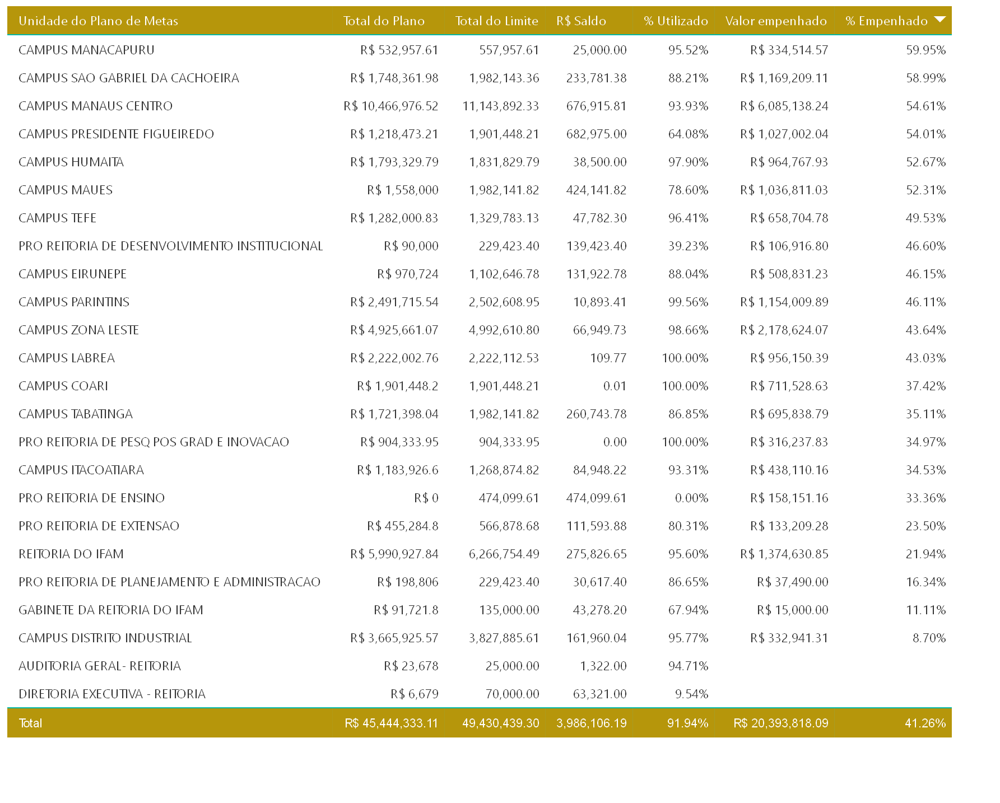 Unidade do Plano de Metas Total do Plano Total do Limite R$ Saldo % Utilizado Valor empenhado % Empenhado
CAMPUS MANACAPURU R$ 532,957.61 557,957.61 25,000.00 95.52% R$ 334,514.57 59.95%
CAMPUS SAO GABRIEL DA CACHOEIRA R$ 1,748,361.98 1,982,143.36 233,781.38 88.21% R$ 1,169,209.11 58.99%
CAMPUS MANAUS CENTRO R$ 10,466,976.52 11,143,892.33 676,915.81 93.93% R$ 6,085,138.24 54.61%
CAMPUS PRESIDENTE FIGUEIREDO R$ 1,218,473.21 1,901,448.21 682,975.00 64.08% R$ 1,027,002.04 54.01%
CAMPUS HUMAITA R$ 1,793,329.79 1,831,829.79 38,500.00 97.90% R$ 964,767.93 52.67%
CAMPUS MAUES R$ 1,558,000 1,982,141.82 424,141.82 78.60% R$ 1,036,811.03 52.31%
CAMPUS TEFE R$ 1,282,000.83 1,329,783.13 47,782.30 96.41% R$ 658,704.78 49.53%
PRO REITORIA DE DESENVOLVIMENTO INSTITUCIONAL R$ 90,000 229,423.40 139,423.40 39.23% R$ 106,916.80 46.60%
CAMPUS EIRUNEPE R$ 970,724 1,102,646.78 131,922.78 88.04% R$ 508,831.23 46.15%
CAMPUS PARINTINS R$ 2,491,715.54 2,502,608.95 10,893.41 99.56% R$ 1,154,009.89 46.11%
CAMPUS ZONA LESTE R$ 4,925,661.07 4,992,610.80 66,949.73 98.66% R$ 2,178,624.07 43.64%
CAMPUS LABREA R$ 2,222,002.76 2,222,112.53 109.77 100.00% R$ 956,150.39 43.03%
CAMPUS COARI R$ 1,901,448.2 1,901,448.21 0.01 100.00% R$ 711,528.63 37.42%
CAMPUS TABATINGA R$ 1,721,398.04 1,982,141.82 260,743.78 86.85% R$ 695,838.79 35.11%
PRO REITORIA DE PESQ POS GRAD E INOVACAO R$ 904,333.95 904,333.95 0.00 100.00% R$ 316,237.83 34.97%
CAMPUS ITACOATIARA R$ 1,183,926.6 1,268,874.82 84,948.22 93.31% R$ 438,110.16 34.53%
PRO REITORIA DE ENSINO R$ 0 474,099.61 474,099.61 0.00% R$ 158,151.16 33.36%
PRO REITORIA DE EXTENSAO R$ 455,284.8 566,878.68 111,593.88 80.31% R$ 133,209.28 23.50%
REITORIA DO IFAM R$ 5,990,927.84 6,266,754.49 275,826.65 95.60% R$ 1,374,630.85 21.94%
PRO REITORIA DE PLANEJAMENTO E ADMINISTRACAO R$ 198,806 229,423.40 30,617.40 86.65% R$ 37,490.00 16.34%
GABINETE DA REITORIA DO IFAM R$ 91,721.8 135,000.00 43,278.20 67.94% R$ 15,000.00 11.11%
CAMPUS DISTRITO INDUSTRIAL R$ 3,665,925.57 3,827,885.61 161,960.04 95.77% R$ 332,941.31 8.70%
AUDITORIA GERAL- REITORIA R$ 23,678 25,000.00 1,322.00 94.71%
DIRETORIA EXECUTIVA - REITORIA R$ 6,679 70,000.00 63,321.00 9.54%
Total R$ 45,444,333.11 49,430,439.30 3,986,106.19 91.94% R$ 20,393,818.09 41.26%